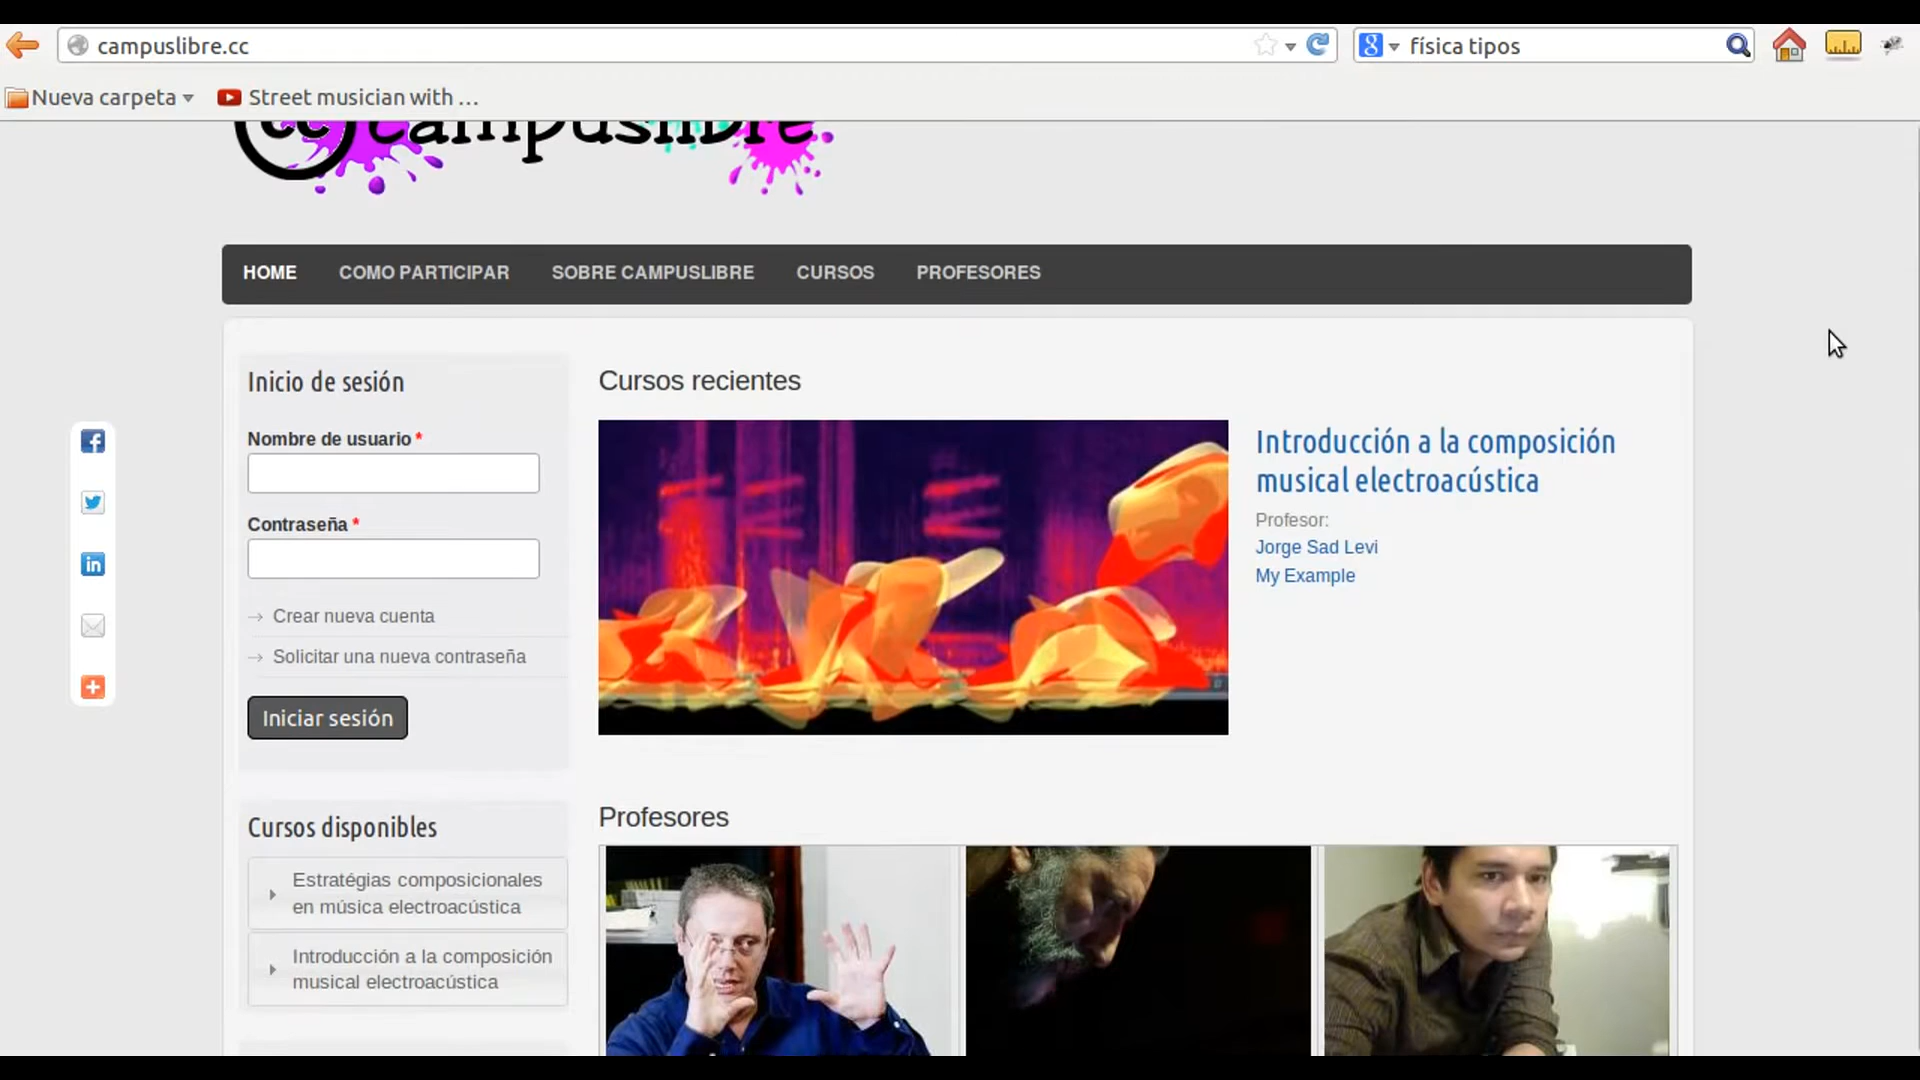 campuslibre.cc
física tipos
Nueva carpeta
Street musician with ...
cc campuslibre.
HOME
COMO PARTICIPAR
SOBRE CAMPUSLIBRE
CURSOS
PROFESORES
Inicio de sesión
Nombre de usuario *
Contraseña *
Crear nueva cuenta
Solicitar una nueva contraseña
Iniciar sesión
Cursos disponibles
Estratégias composicionales
en música electroacústica
Introducción a la composición
musical electroacústica
Cursos recientes
Introducción a la composición
musical electroacústica
Profesor:
Jorge Sad Levi
My Example
Profesores